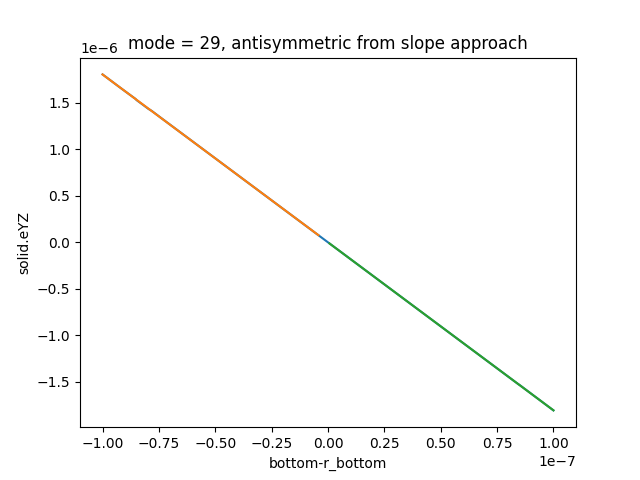 mode = 29, antisymmetric from slope approach
1e−6
1.5
1.0
0.5
0.0
−0.5
−1.0
−1.5
solid.eYZ
−1.00 −0.75 −0.50 −0.25 0.00 0.25 0.50 0.75 1.00
bottom-r_bottom
1e−7